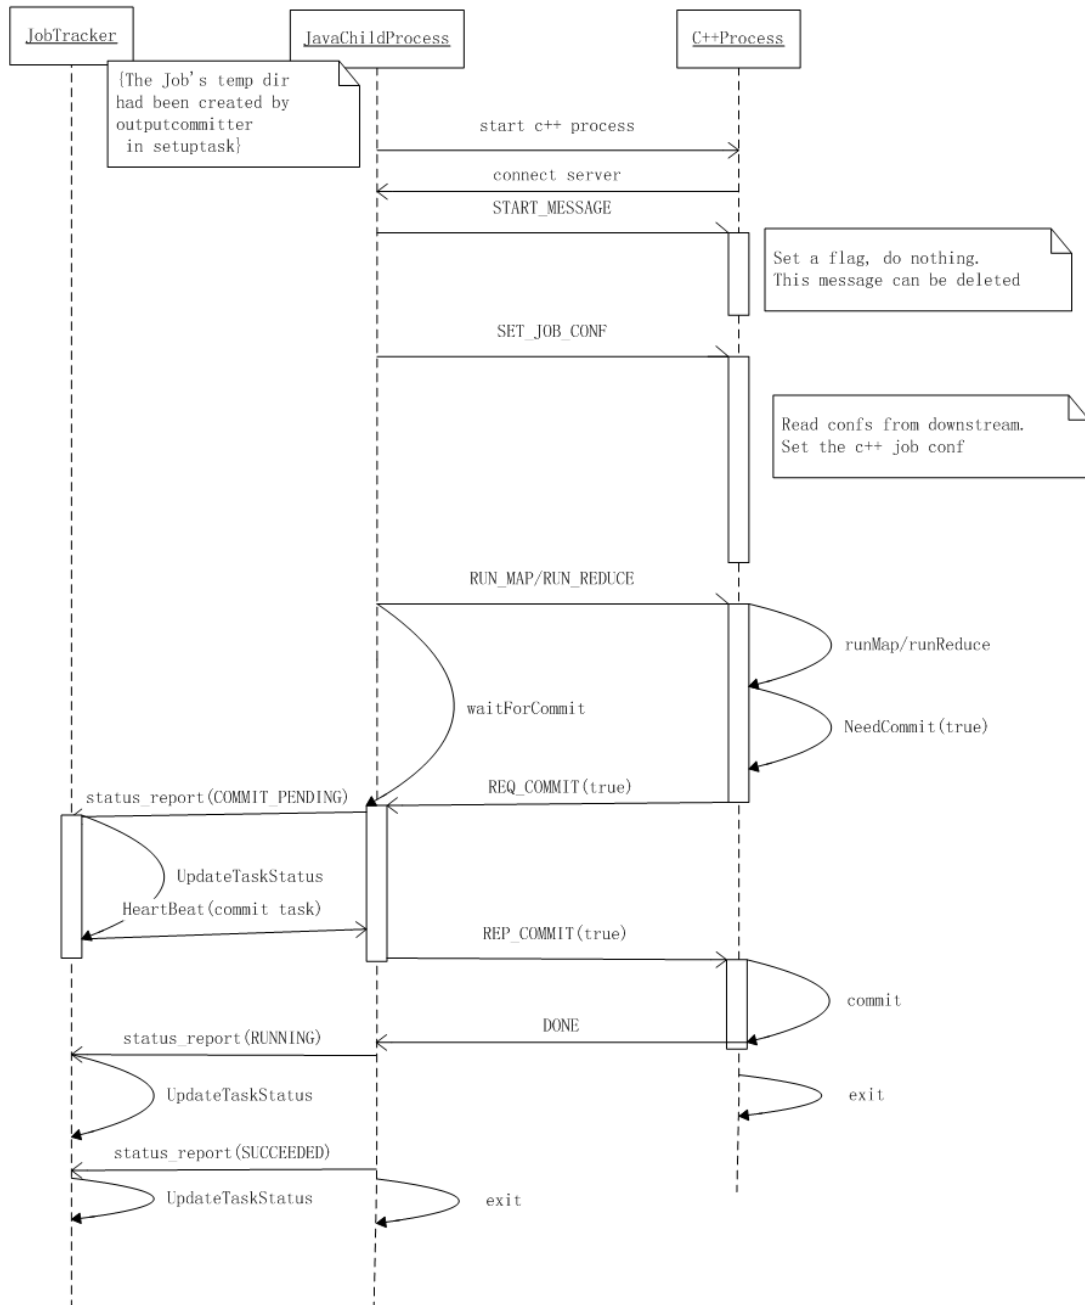 JobTracker
JavaChildProcess
C++Process
{The Job's temp dir
had been created by
outputcommitter
in setuptask}
start c++ process
connect server
START_MESSAGE
Set a flag, do nothing.
This message can be deleted
SET_JOB_CONF
Read confs from downstream.
Set the c++ job conf
RUN_MAP/RUN_REDUCE
runMap/runReduce
waitForCommit
NeedCommit(true)
REQ_COMMIT(true)
status_report(COMMIT_PENDING)
UpdateTaskStatus
HeartBeat(commit task)
REP_COMMIT(true)
commit
DONE
status_report(RUNNING)
UpdateTaskStatus
exit
status_report(SUCCEEDED)
UpdateTaskStatus
exit